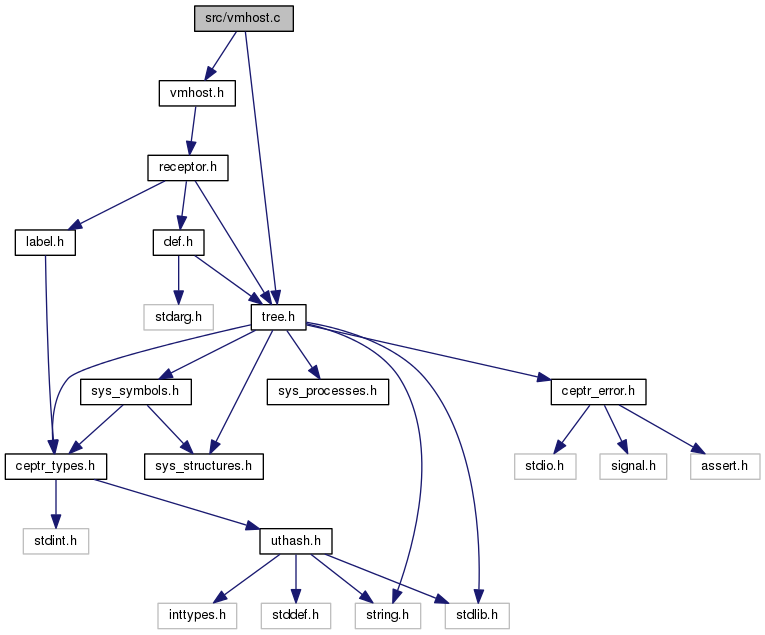 src/vmhost.c
vmhost.h
receptor.h
label.h
def.h
stdarg.h
tree.h
sys_symbols.h
sys_processes.h
ceptr_error.h
ceptr_types.h
sys_structures.h
stdio.h
signal.h
assert.h
stdint.h
uthash.h
inttypes.h
stddef.h
string.h
stdlib.h